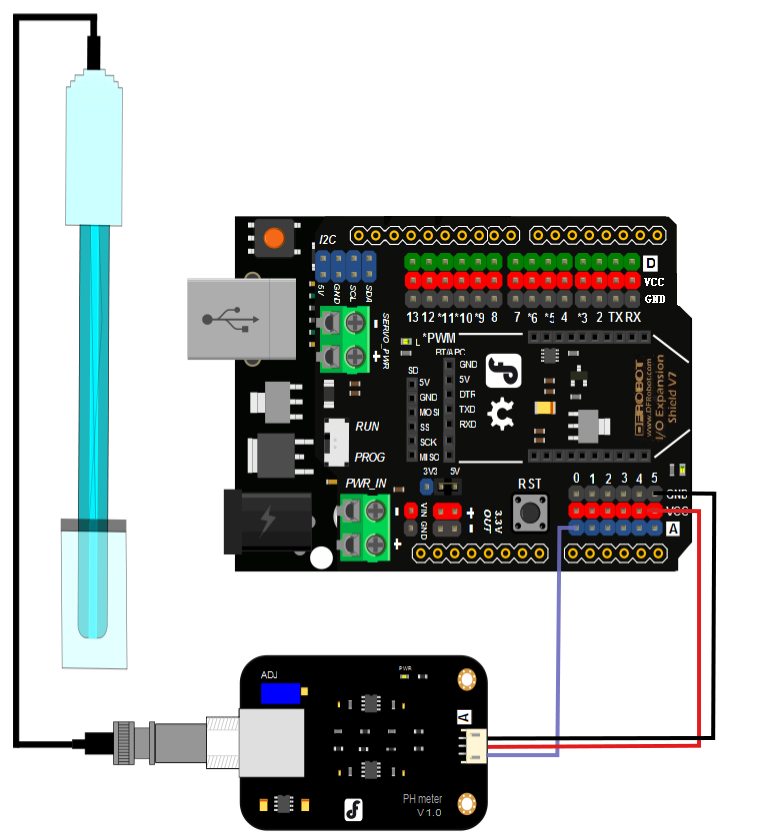 I2C
5V
GND
SCL
SDA
SERVO_PWR
-
+
D
VCC
GND
13 12 *11 *10 *9 8 7 *6 *5 4 *3 2 TX RX
L *PWM
BT/APC
SD
5V
GND
MOSI
SS
SCK
MISO
GND
5V
DTR
TXD
RXD
DFROBOT
www.DFRobot.com
I/O Expansion
Shield V7
RUN
PROG
PWR_IN
-
+
3V3 5V
VIN
GND
+
-
3.3V
OUT
RST
0 1 2 3 4 5
GND
VCC
A
ADJ
PWR
A
PH meter
V 1.0